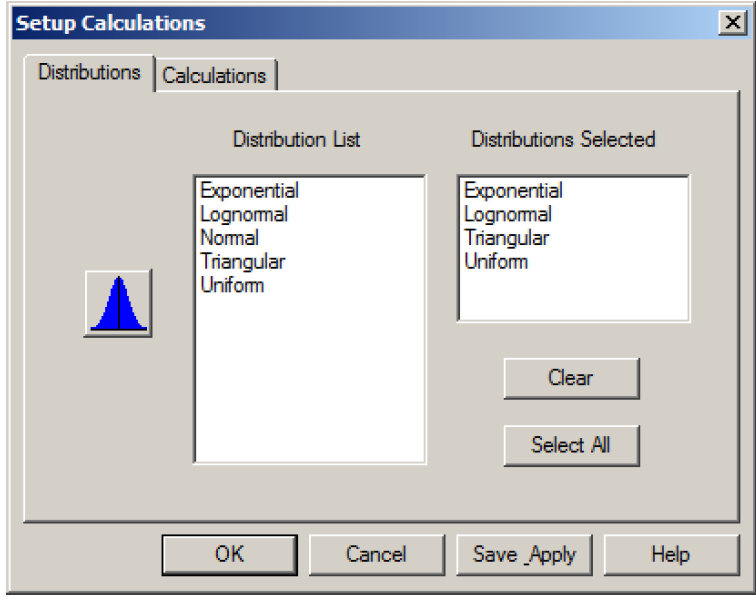 Setup Calculations
Distributions
Calculations
Distribution List
Distributions Selected
Exponential
Lognormal
Normal
Triangular
Uniform
Exponential
Lognormal
Triangular
Uniform
Clear
Select All
OK
Cancel
Save _Apply
Help